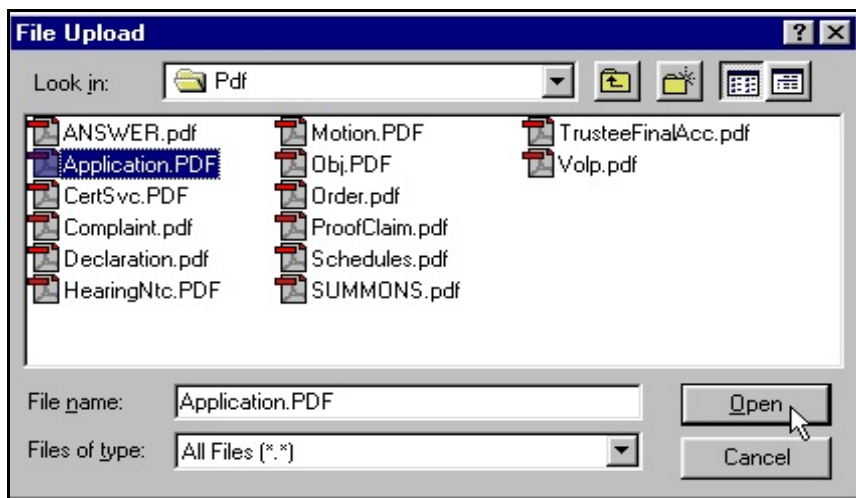 File Upload
Look in: Pdf
ANSWER.pdf
Application.PDF
CertSvc.PDF
Complaint.pdf
Declaration.pdf
HearingNtc.PDF
Motion.PDF
Obj.PDF
Order.pdf
ProofClaim.pdf
Schedules.pdf
SUMMONS.pdf
TrusteeFinalAcc.pdf
Volp.pdf
File name: Application.PDF
Open
Files of type: All Files (*.*)
Cancel